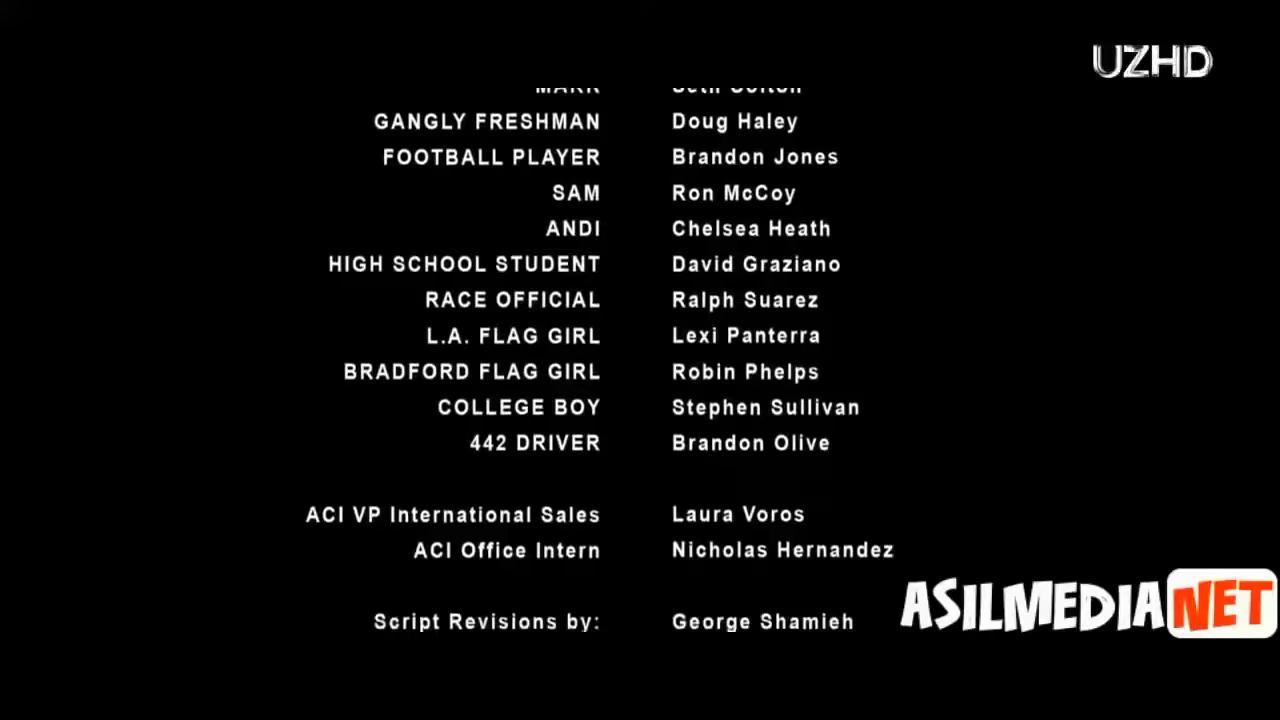 UZHD
MARK Seth Colton
GANGLY FRESHMAN Doug Haley
FOOTBALL PLAYER Brandon Jones
SAM Ron McCoy
ANDI Chelsea Heath
HIGH SCHOOL STUDENT David Graziano
RACE OFFICIAL Ralph Suarez
L.A. FLAG GIRL Lexi Panterra
BRADFORD FLAG GIRL Robin Phelps
COLLEGE BOY Stephen Sullivan
442 DRIVER Brandon Olive
ACI VP International Sales Laura Voros
ACI Office Intern Nicholas Hernandez
Script Revisions by: George Shamieh
ASILMEDIA NET